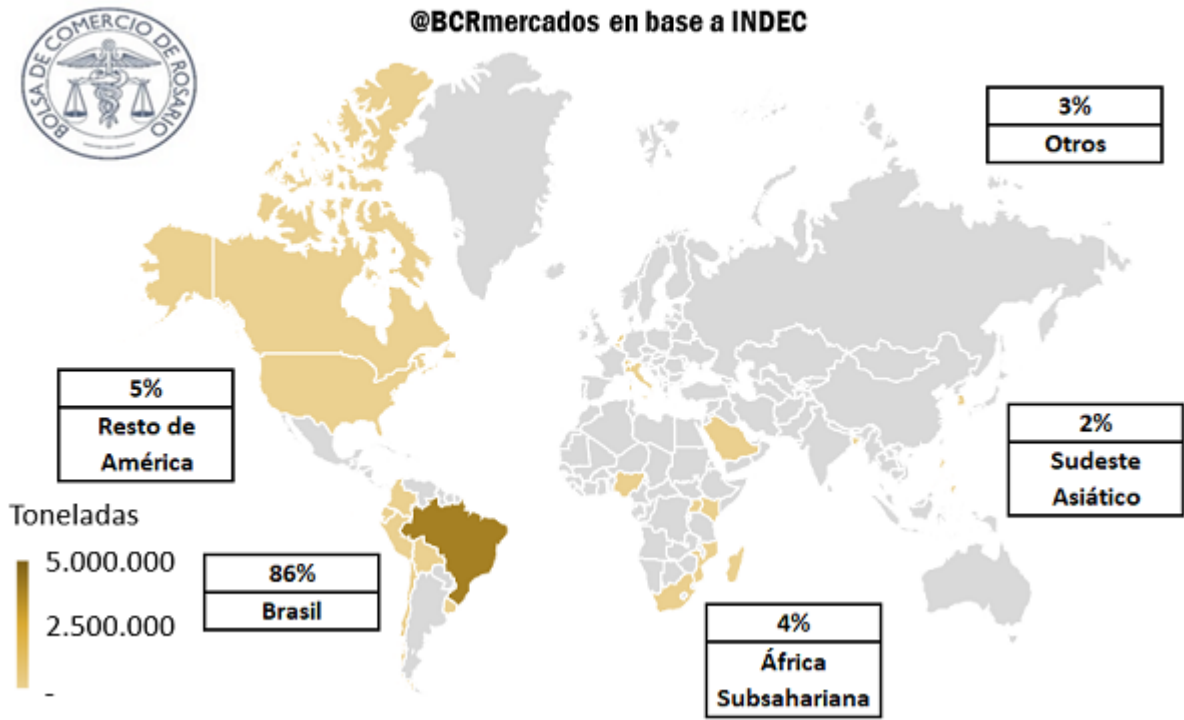 @BCRmercados en base a INDEC
BOLSA DE COMERCIO DE ROSARIO
3%
Otros
5%
Resto de
América
2%
Sudeste
Asiático
Toneladas
5.000.000
2.500.000
-
86%
Brasil
4%
África
Subsahariana